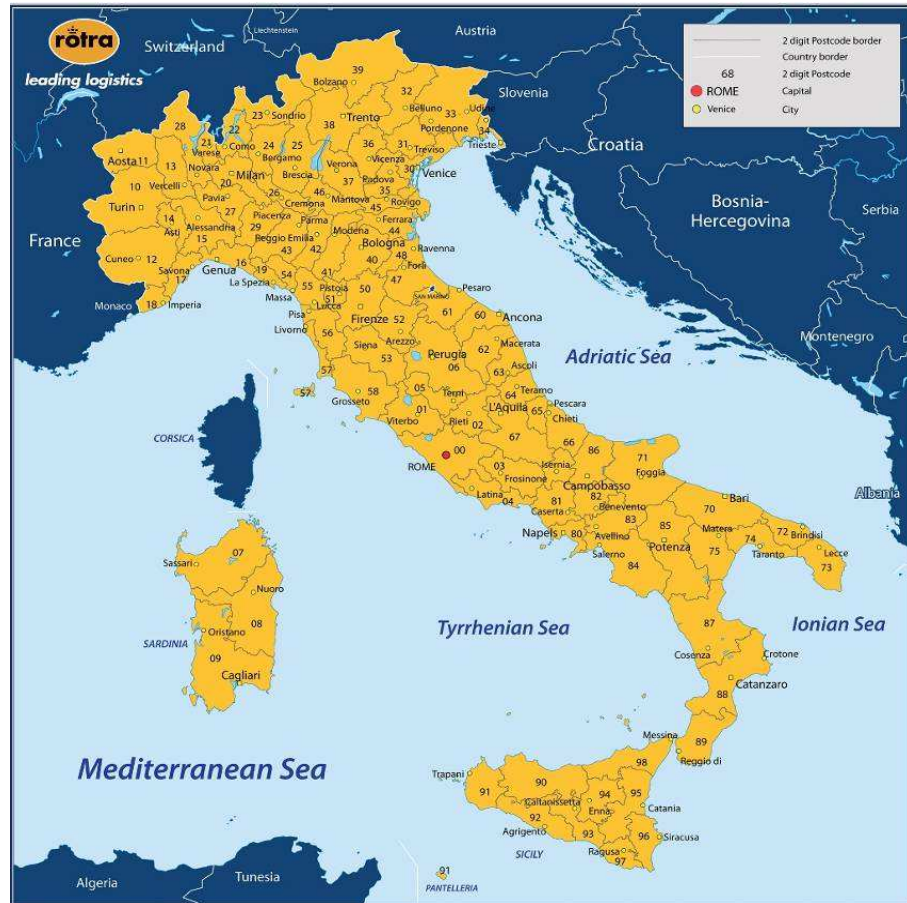 rotra
leading logistics
Switzerland
Liechtenstein
Austria
Slovenia
Croatia
Bosnia-
Hercegovina
Serbia
Montenegro
Albania
France
Monaco
2 digit Postcode border
Country border
68 2 digit Postcode
ROME Capital
Venice City
39
Bolzano
32
Belluno
33
Udine
Pordenone
34
Trieste
28
23
Sondrio
38
Trento
22
21
Varese
Como
24
25
Bergamo
36
31
Treviso
Aosta
11
13
Novara
Brescia
Verona
Vicenza
30
Venice
10
Vercelli
20
Milan
37
Padova
35
Pavia
26
Cremona
46
Mantova
Rovigo
45
Turin
14
Asti
27
Alessandria
Piacenza
29
Parma
Ferrara
44
15
Reggio Emilia
Modena
Bologna
Ravenna
43
42
40
48
Forlì
Cuneo
12
Savona
17
Genua
16
19
La Spezia
54
41
47
18
Imperia
Massa
55
Pistoia
51
Lucca
50
SAN MARINO
Pesaro
Pisa
Firenze
52
61
60
Ancona
Livorno
56
Siena
Arezzo
53
Perugia
06
62
Macerata
57
57
58
Grosseto
05
Terni
63
Ascoli
64
Teramo
01
Viterbo
Rieti
02
L'Aquila
65
Pescara
Chieti
67
66
ROME
00
03
Frosinone
Isernia
86
71
Foggia
Latina
04
Campobasso
81
82
Caserta
Benevento
Bari
70
Napels
80
83
Avellino
85
Matera
72
Brindisi
Salerno
Potenza
75
74
Taranto
Lecce
84
73
87
Cosenza
Crotone
Catanzaro
88
89
Messina
Reggio di
98
Trapani
90
91
Caltanissetta
94
95
Enna
Catania
92
Agrigento
93
96
Siracusa
Ragusa
97
SICILY
91
PANTELLERIA
CORSICA
07
Sassari
Nuoro
08
Oristano
SARDINIA
09
Cagliari
Adriatic Sea
Tyrrhenian Sea
Ionian Sea
Mediterranean Sea
Algeria
Tunesia